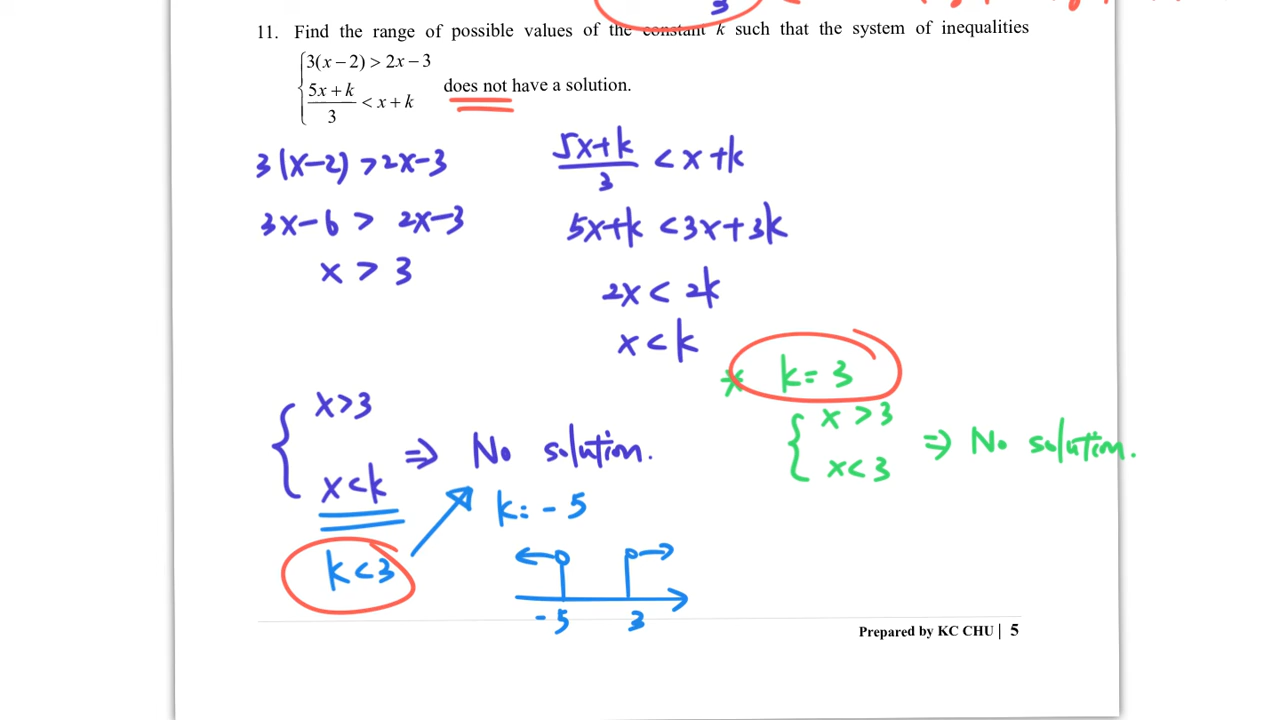 3
11. Find the range of possible values of the constant k such that the system of inequalities
3(x − 2) > 2x − 3
(5x + k)/3 < x + k
does not have a solution.
3(x-2) > 2x-3
3x-6 > 2x-3
x > 3
(5x+k)/3 < x+k
5x+k < 3x+3k
2x < 2k
x < k
* k = 3
{ x > 3
x < 3
⇒ No solution.
{ x > 3
x < k
⇒ No solution.
k < 3
k = -5
-5 3
Prepared by KC CHU | 5